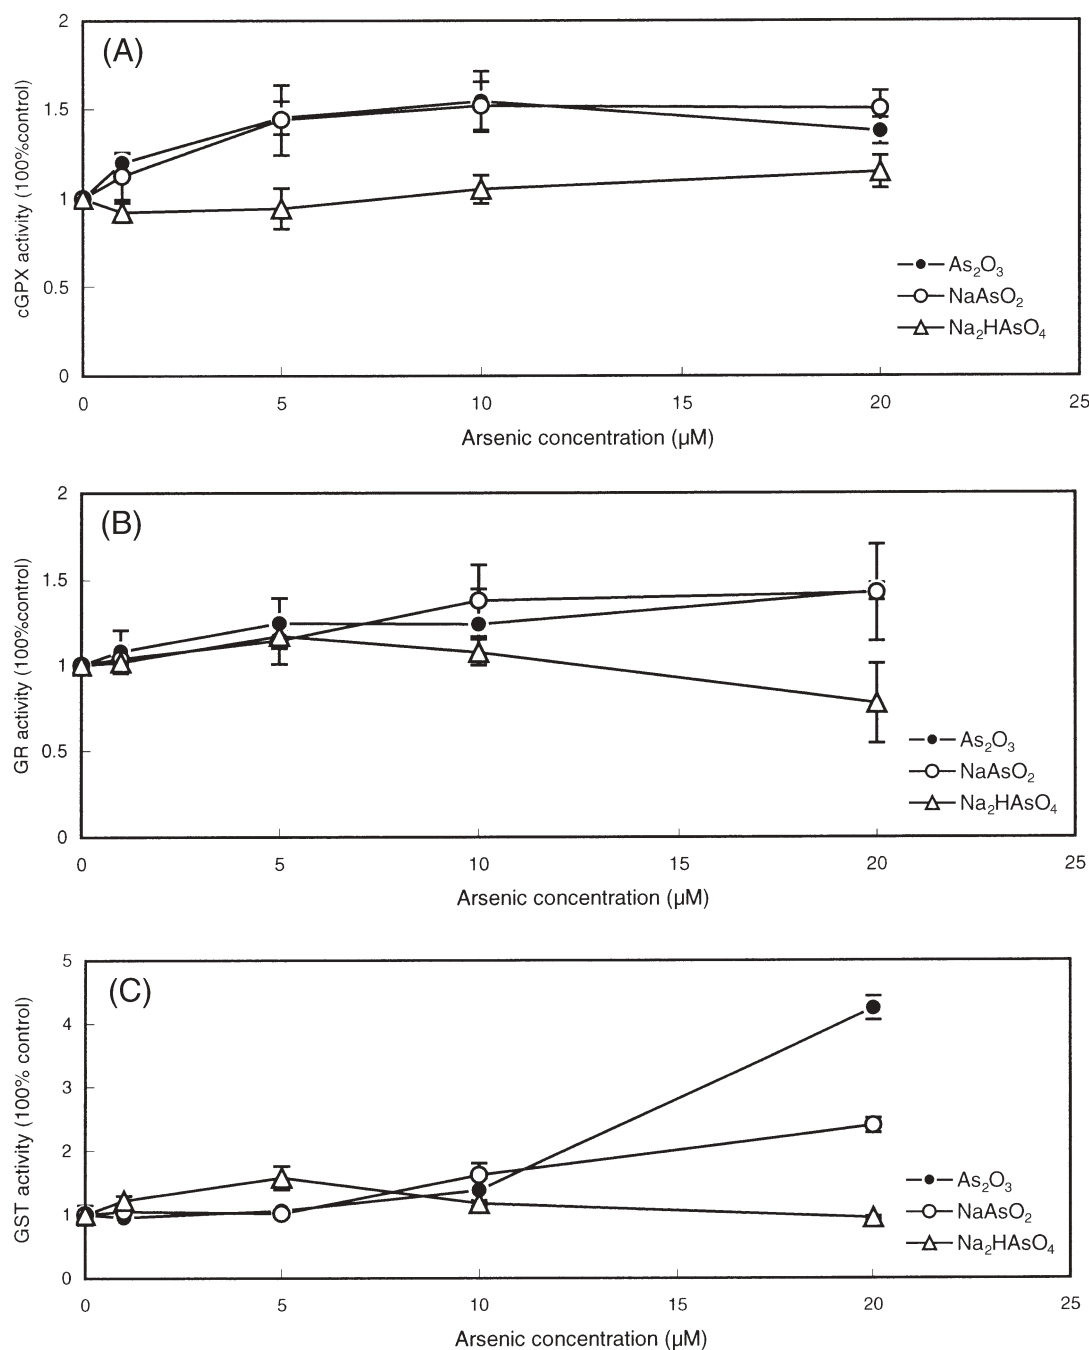 (A)
cGPX activity (100%control)
2
1.5
1
0.5
0
0 5 10 15 20 25
Arsenic concentration (µM)
As₂O₃
NaAsO₂
Na₂HAsO₄
(B)
GR activity (100%control)
2
1.5
1
0.5
0
0 5 10 15 20 25
Arsenic concentration (µM)
As₂O₃
NaAsO₂
Na₂HAsO₄
(C)
GST activity (100% control)
5
4
3
2
1
0
0 5 10 15 20 25
Arsenic concentration (µM)
As₂O₃
NaAsO₂
Na₂HAsO₄